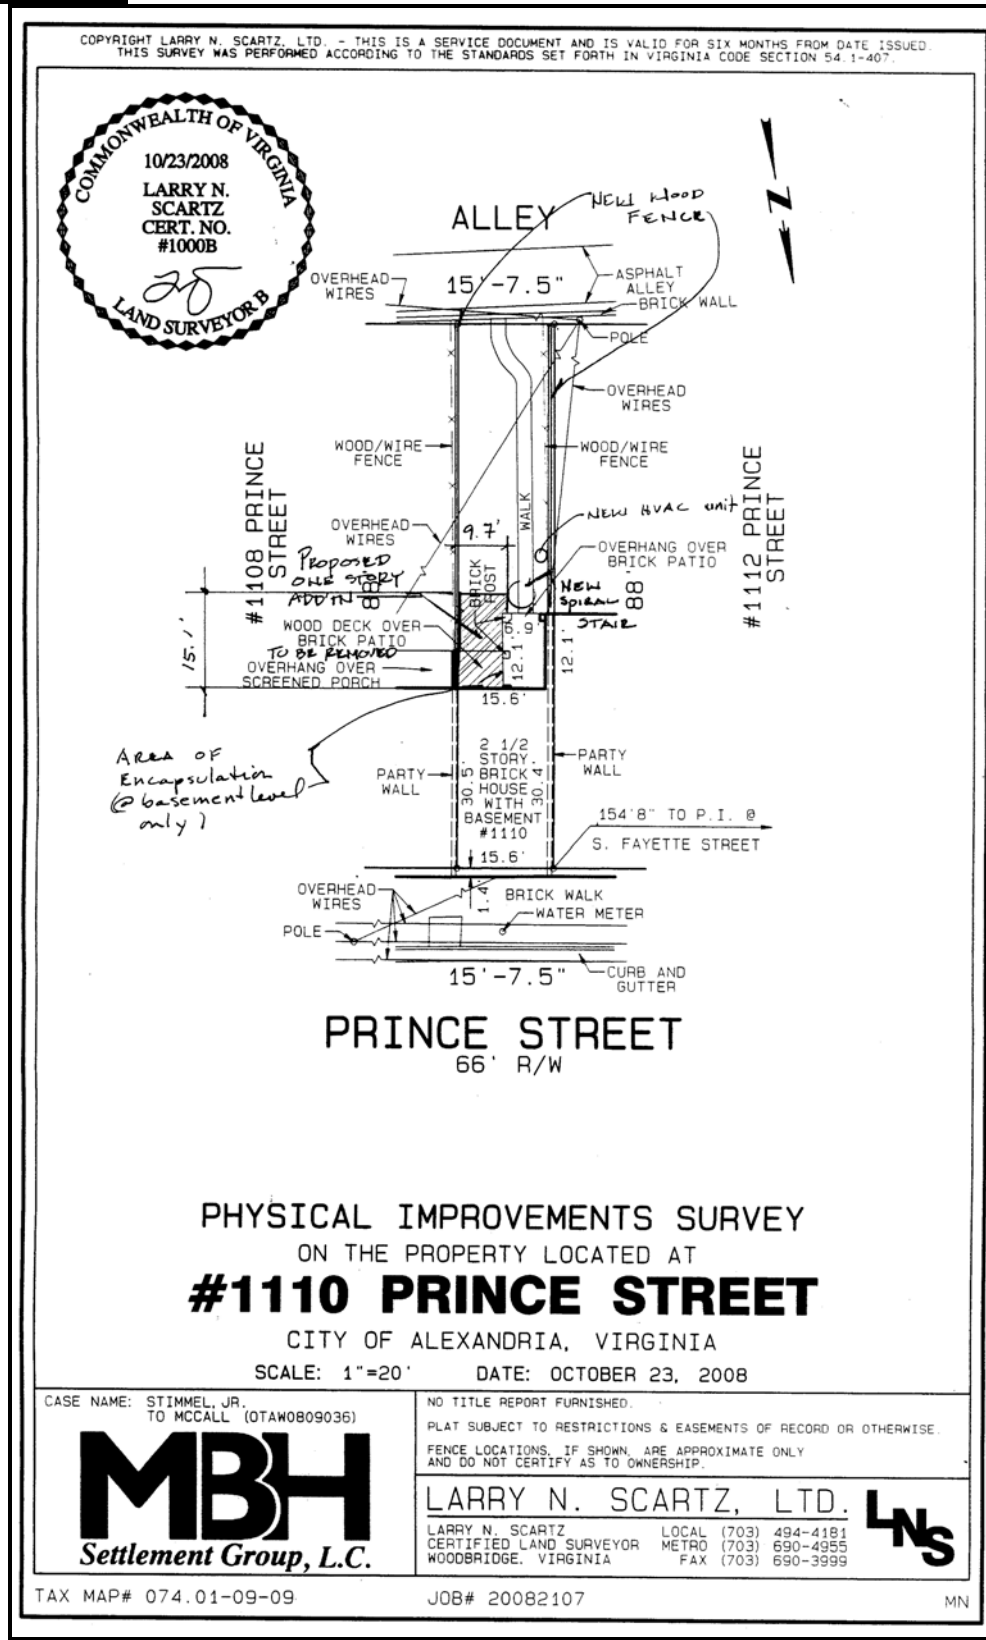 COPYRIGHT LARRY N. SCARTZ, LTD. - THIS IS A SERVICE DOCUMENT AND IS VALID FOR SIX MONTHS FROM DATE ISSUED.
THIS SURVEY WAS PERFORMED ACCORDING TO THE STANDARDS SET FORTH IN VIRGINIA CODE SECTION 54.1-407.
COMMONWEALTH OF VIRGINIA
10/23/2008
LARRY N.
SCARTZ
CERT. NO.
#1000B
LAND SURVEYOR B
N
NEW WOOD
FENCE
ALLEY
OVERHEAD
WIRES
15'-7.5"
ASPHALT
ALLEY
BRICK WALL
POLE
OVERHEAD
WIRES
WOOD/WIRE
FENCE
WOOD/WIRE
FENCE
#1108 PRINCE
STREET
#1112 PRINCE
STREET
WALK
NEW HVAC unit
OVERHEAD
WIRES
9.7'
OVERHANG OVER
BRICK PATIO
PROPOSED
ONE STORY
ADD'N
88'
BRICK
POST
NEW
SPIRAL
STAIR
88'
WOOD DECK OVER
BRICK PATIO
TO BE REMOVED
OVERHANG OVER
SCREENED PORCH
15.1'
6.9'
12.1'
12.1'
15.6'
AREA OF
Encapsulation
(@ basement level
only)
PARTY
WALL
30.5'
2 1/2
STORY
BRICK
HOUSE
WITH
BASEMENT
#1110
30.4'
PARTY
WALL
154'8" TO P.I. @
S. FAYETTE STREET
15.6'
OVERHEAD
WIRES
1.4'
BRICK WALK
WATER METER
POLE
15'-7.5"
CURB AND
GUTTER
PRINCE STREET
66' R/W
PHYSICAL IMPROVEMENTS SURVEY
ON THE PROPERTY LOCATED AT
#1110 PRINCE STREET
CITY OF ALEXANDRIA, VIRGINIA
SCALE: 1"=20' DATE: OCTOBER 23, 2008
CASE NAME: STIMMEL, JR.
TO MCCALL (OTAW0809036)
MBH
Settlement Group, L.C.
NO TITLE REPORT FURNISHED.
PLAT SUBJECT TO RESTRICTIONS & EASEMENTS OF RECORD OR OTHERWISE.
FENCE LOCATIONS, IF SHOWN, ARE APPROXIMATE ONLY
AND DO NOT CERTIFY AS TO OWNERSHIP.
LARRY N. SCARTZ, LTD.
LARRY N. SCARTZ
CERTIFIED LAND SURVEYOR
WOODBRIDGE, VIRGINIA
LOCAL (703) 494-4181
METRO (703) 690-4955
FAX (703) 690-3999
LNS
TAX MAP# 074.01-09-09 JOB# 20082107 MN